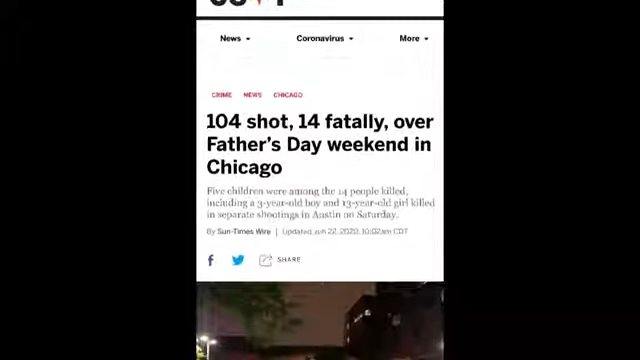 News
Coronavirus
More
CRIME NEWS CHICAGO
104 shot, 14 fatally, over
Father's Day weekend in
Chicago
Five children were among the 14 people killed,
including a 3-year-old boy and 13-year-old girl killed
in separate shootings in Austin on Saturday.
By Sun-Times Wire | Updated Jun 22, 2020, 10:02am CDT
SHARE